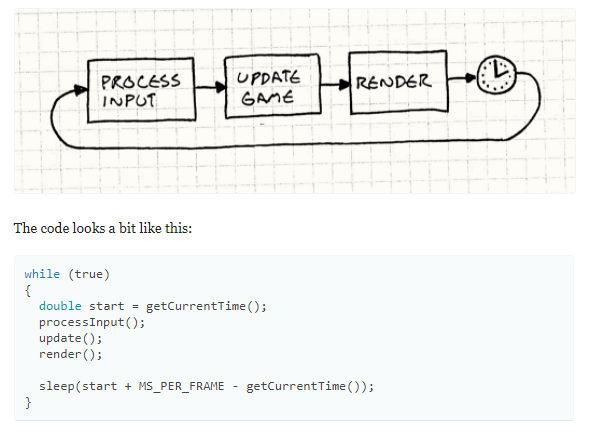 PROCESS
INPUT
UPDATE
GAME
RENDER
The code looks a bit like this:
while (true)
{
  double start = getCurrentTime();
  processInput();
  update();
  render();

  sleep(start + MS_PER_FRAME - getCurrentTime());
}